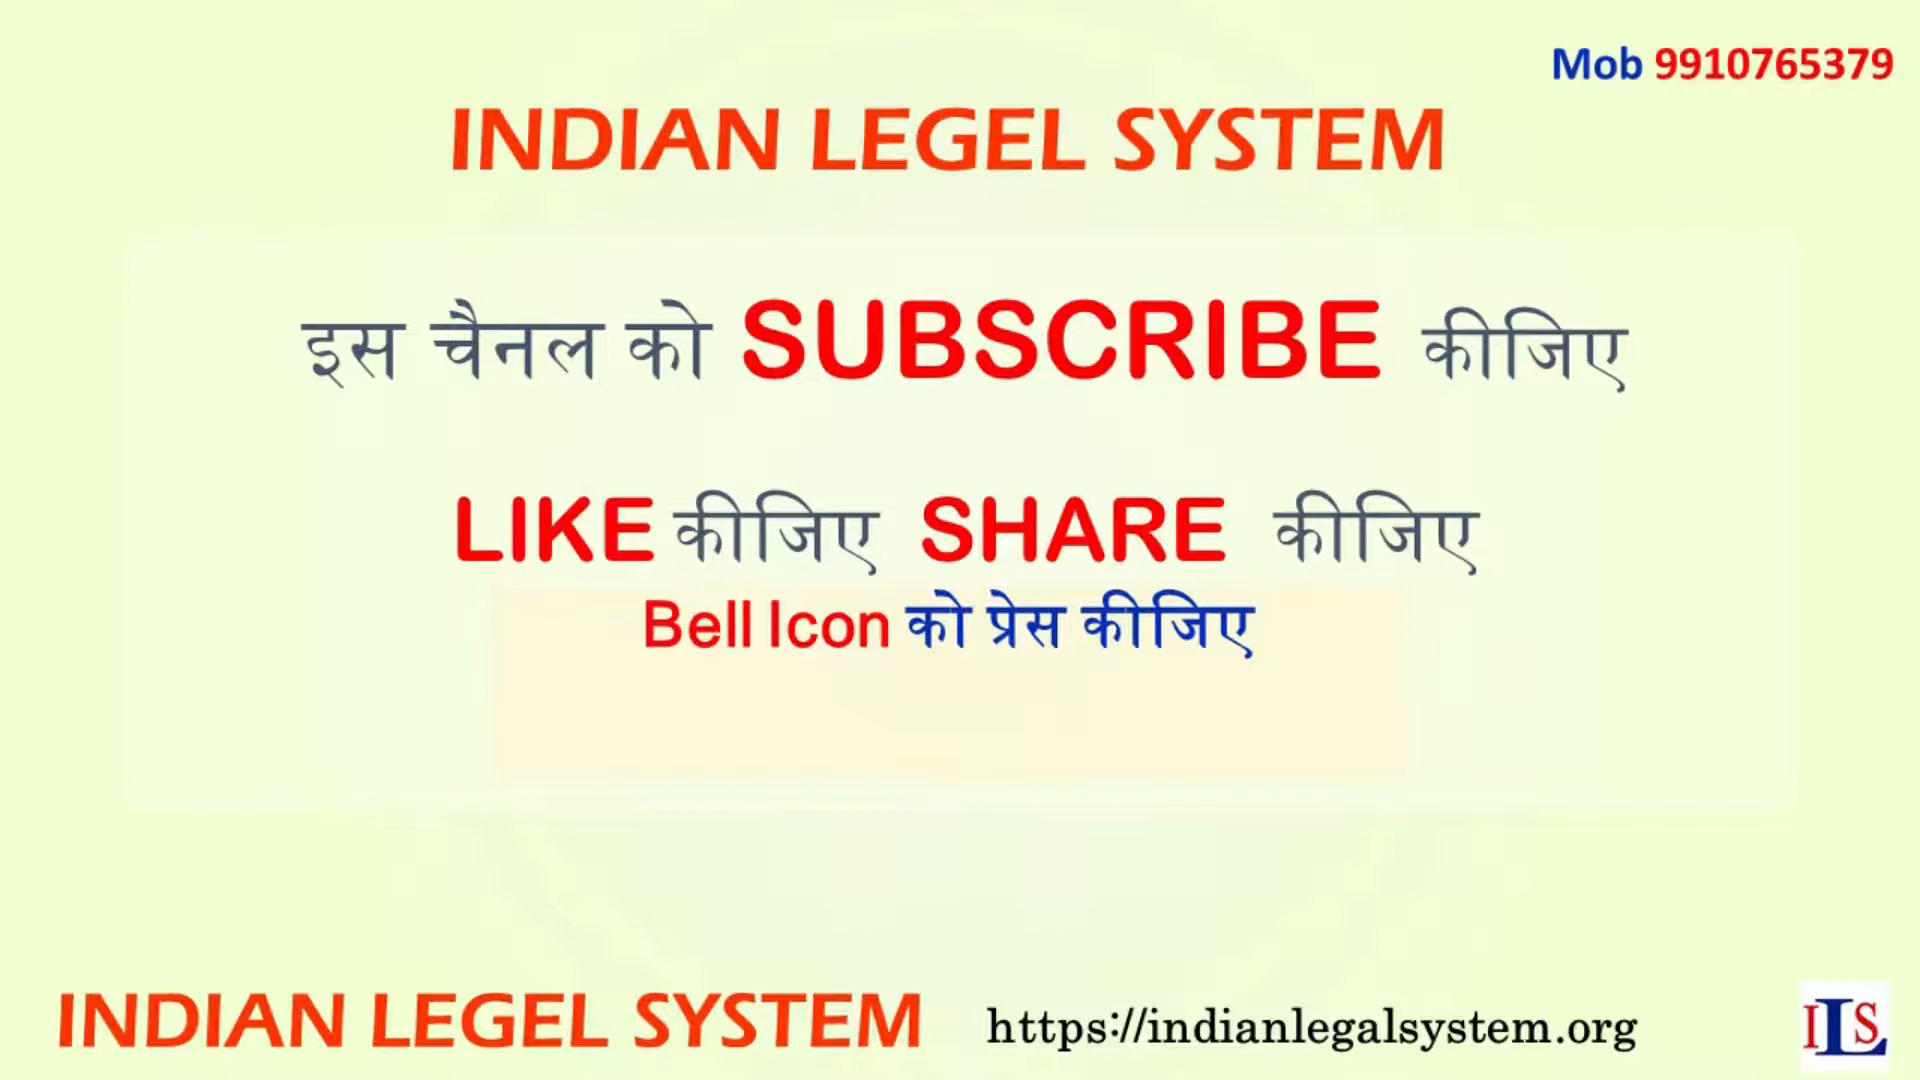 Mob 9910765379
INDIAN LEGEL SYSTEM
इस चैनल को SUBSCRIBE कीजिए
LIKE कीजिए SHARE कीजिए
Bell Icon को प्रेस कीजिए
INDIAN LEGEL SYSTEM https://indianlegalsystem.org ILS